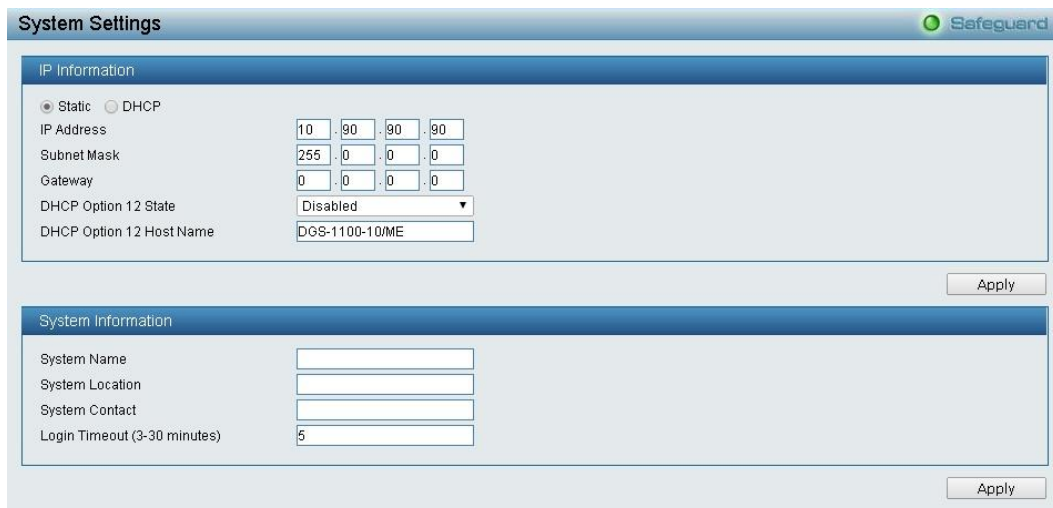 System Settings
Safeguard
IP Information
Static DHCP
IP Address 10 . 90 . 90 . 90
Subnet Mask 255 . 0 . 0 . 0
Gateway 0 . 0 . 0 . 0
DHCP Option 12 State Disabled
DHCP Option 12 Host Name DGS-1100-10/ME
Apply
System Information
System Name
System Location
System Contact
Login Timeout (3-30 minutes) 5
Apply